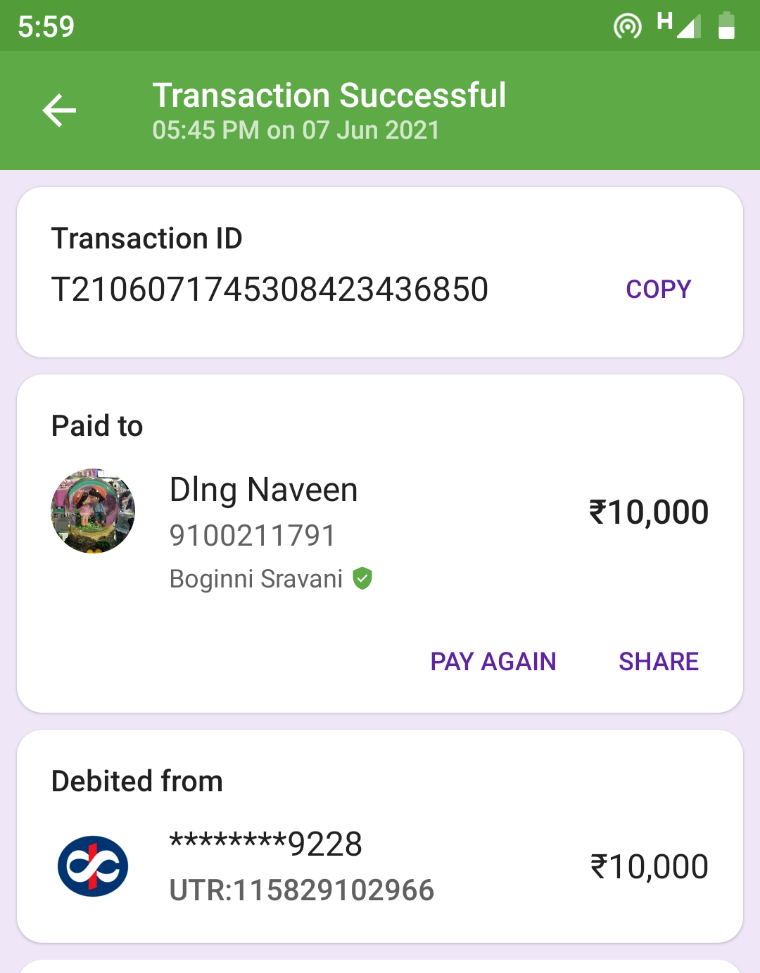 5:59
H
Transaction Successful
05:45 PM on 07 Jun 2021
Transaction ID
T2106071745308423436850
COPY
Paid to
Dlng Naveen
9100211791
Boginni Sravani
₹10,000
PAY AGAIN
SHARE
Debited from
********9228
UTR:115829102966
₹10,000